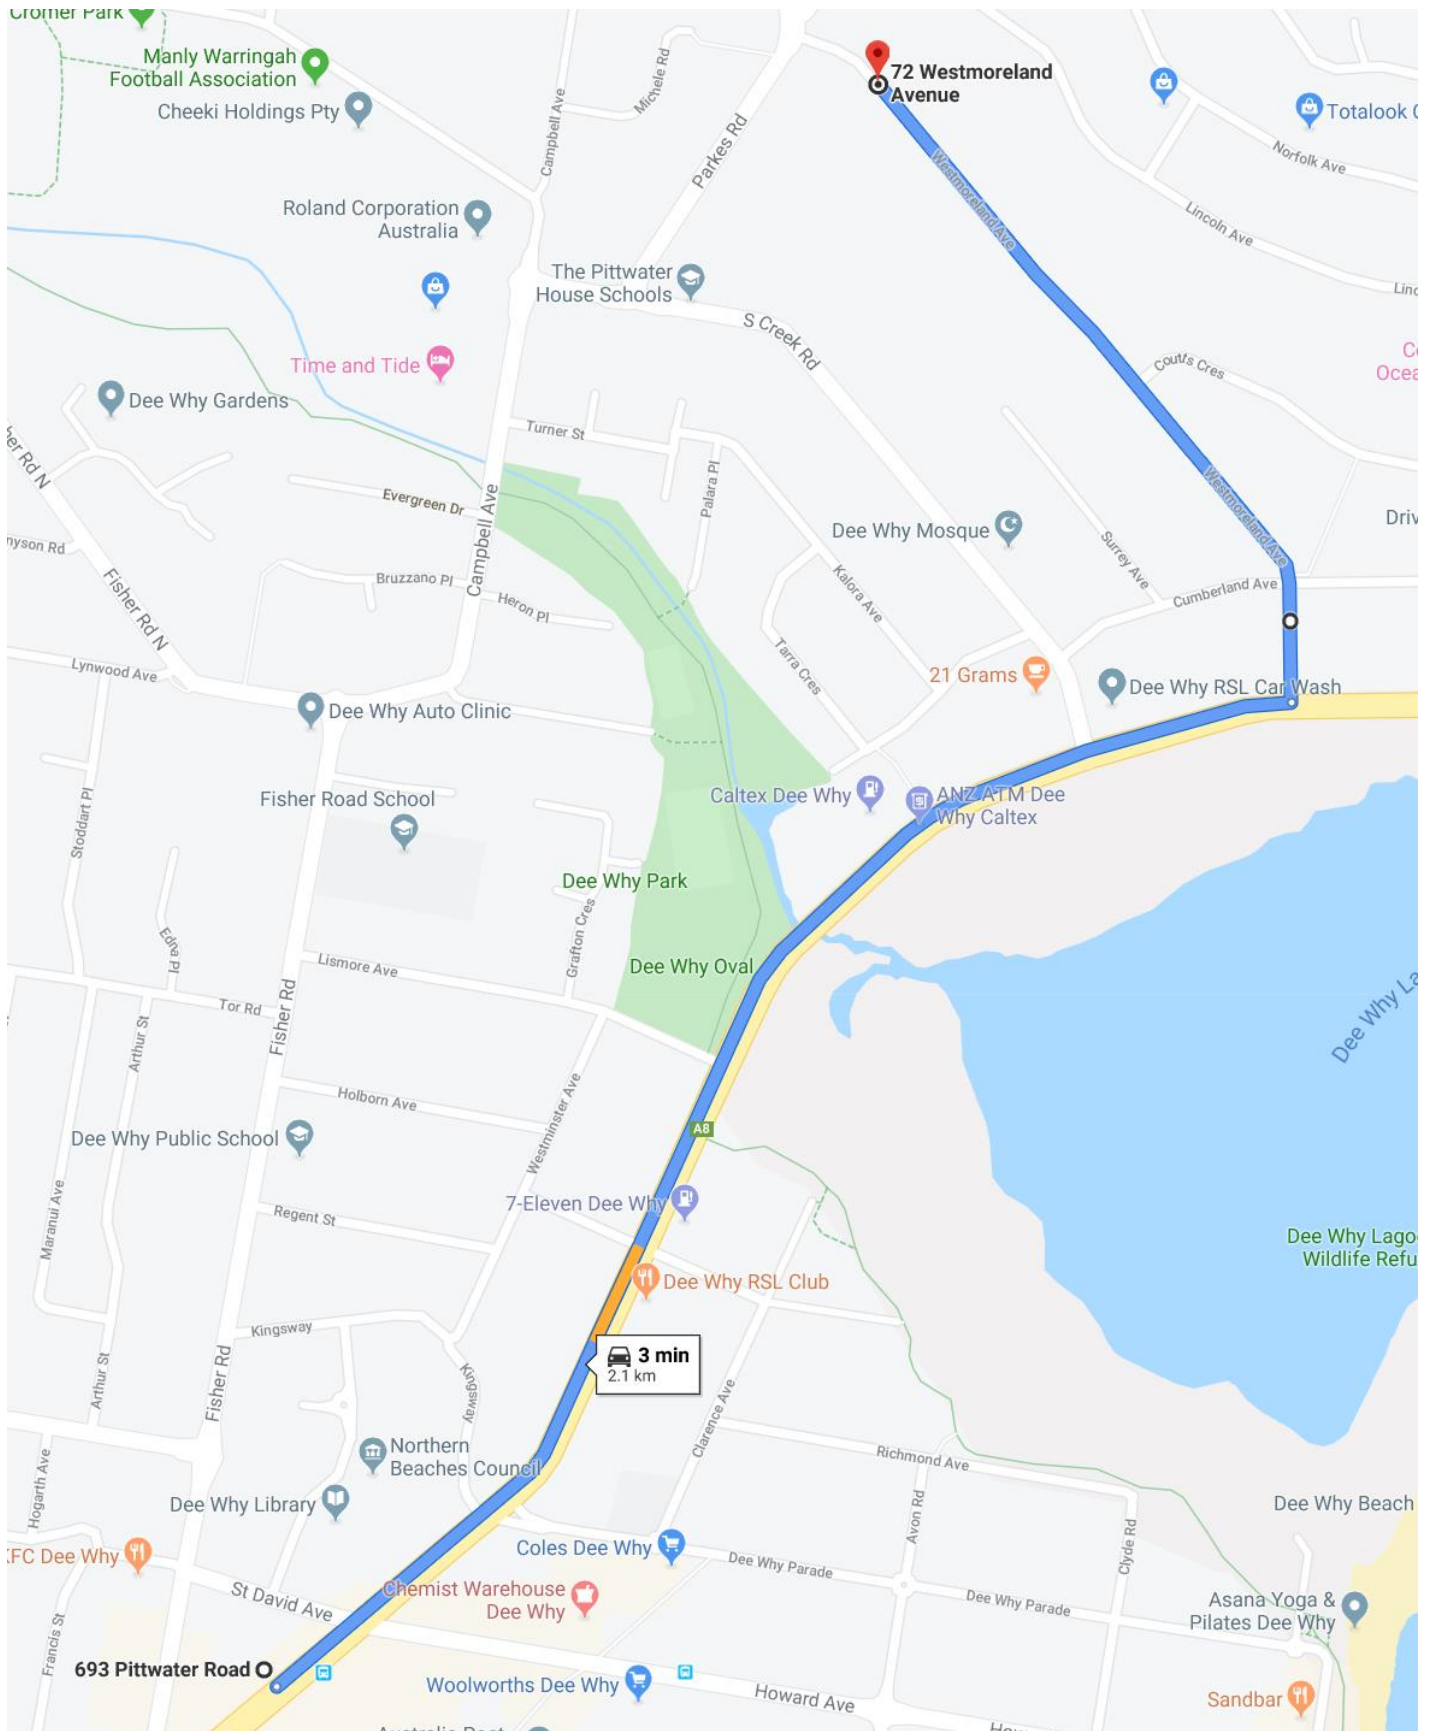 Cromer Park
Manly Warringah
Football Association
Cheeki Holdings Pty
Michele Rd
Campbell Ave
Parkes Rd
72 Westmoreland
Avenue
Totalook
Norfolk Ave
Westmoreland Ave
Lincoln Ave
Roland Corporation
Australia
The Pittwater
House Schools
S Creek Rd
Time and Tide
Coutts Cres
Dee Why Gardens
Turner St
Palara Pl
Evergreen Dr
Campbell Ave
Dee Why Mosque
Westmoreland Ave
Surrey Ave
Fisher Rd N
Bruzzano Pl
Heron Pl
Kalora Ave
Cumberland Ave
Lynwood Ave
Tarra Cres
21 Grams
Dee Why RSL Car Wash
Dee Why Auto Clinic
Stoddart Pl
Fisher Road School
Caltex Dee Why
ANZ ATM Dee
Why Caltex
Dee Why Park
Edna Pl
Grafton Cres
Lismore Ave
Dee Why Oval
Tor Rd
Fisher Rd
Arthur St
Dee Why La
Holborn Ave
Westminster Ave
A8
Dee Why Public School
7-Eleven Dee Why
Maranui Ave
Regent St
Dee Why Lago
Wildlife Refu
Dee Why RSL Club
Kingsway
3 min
2.1 km
Arthur St
Fisher Rd
Kingsway
Clarence Ave
Northern
Beaches Council
Richmond Ave
Hogarth Ave
Dee Why Library
Avon Rd
Dee Why Beach
Clyde Rd
KFC Dee Why
Coles Dee Why
Dee Why Parade
St David Ave
Chemist Warehouse
Dee Why
Dee Why Parade
Asana Yoga &
Pilates Dee Why
Francis St
693 Pittwater Road
Woolworths Dee Why
Howard Ave
Sandbar